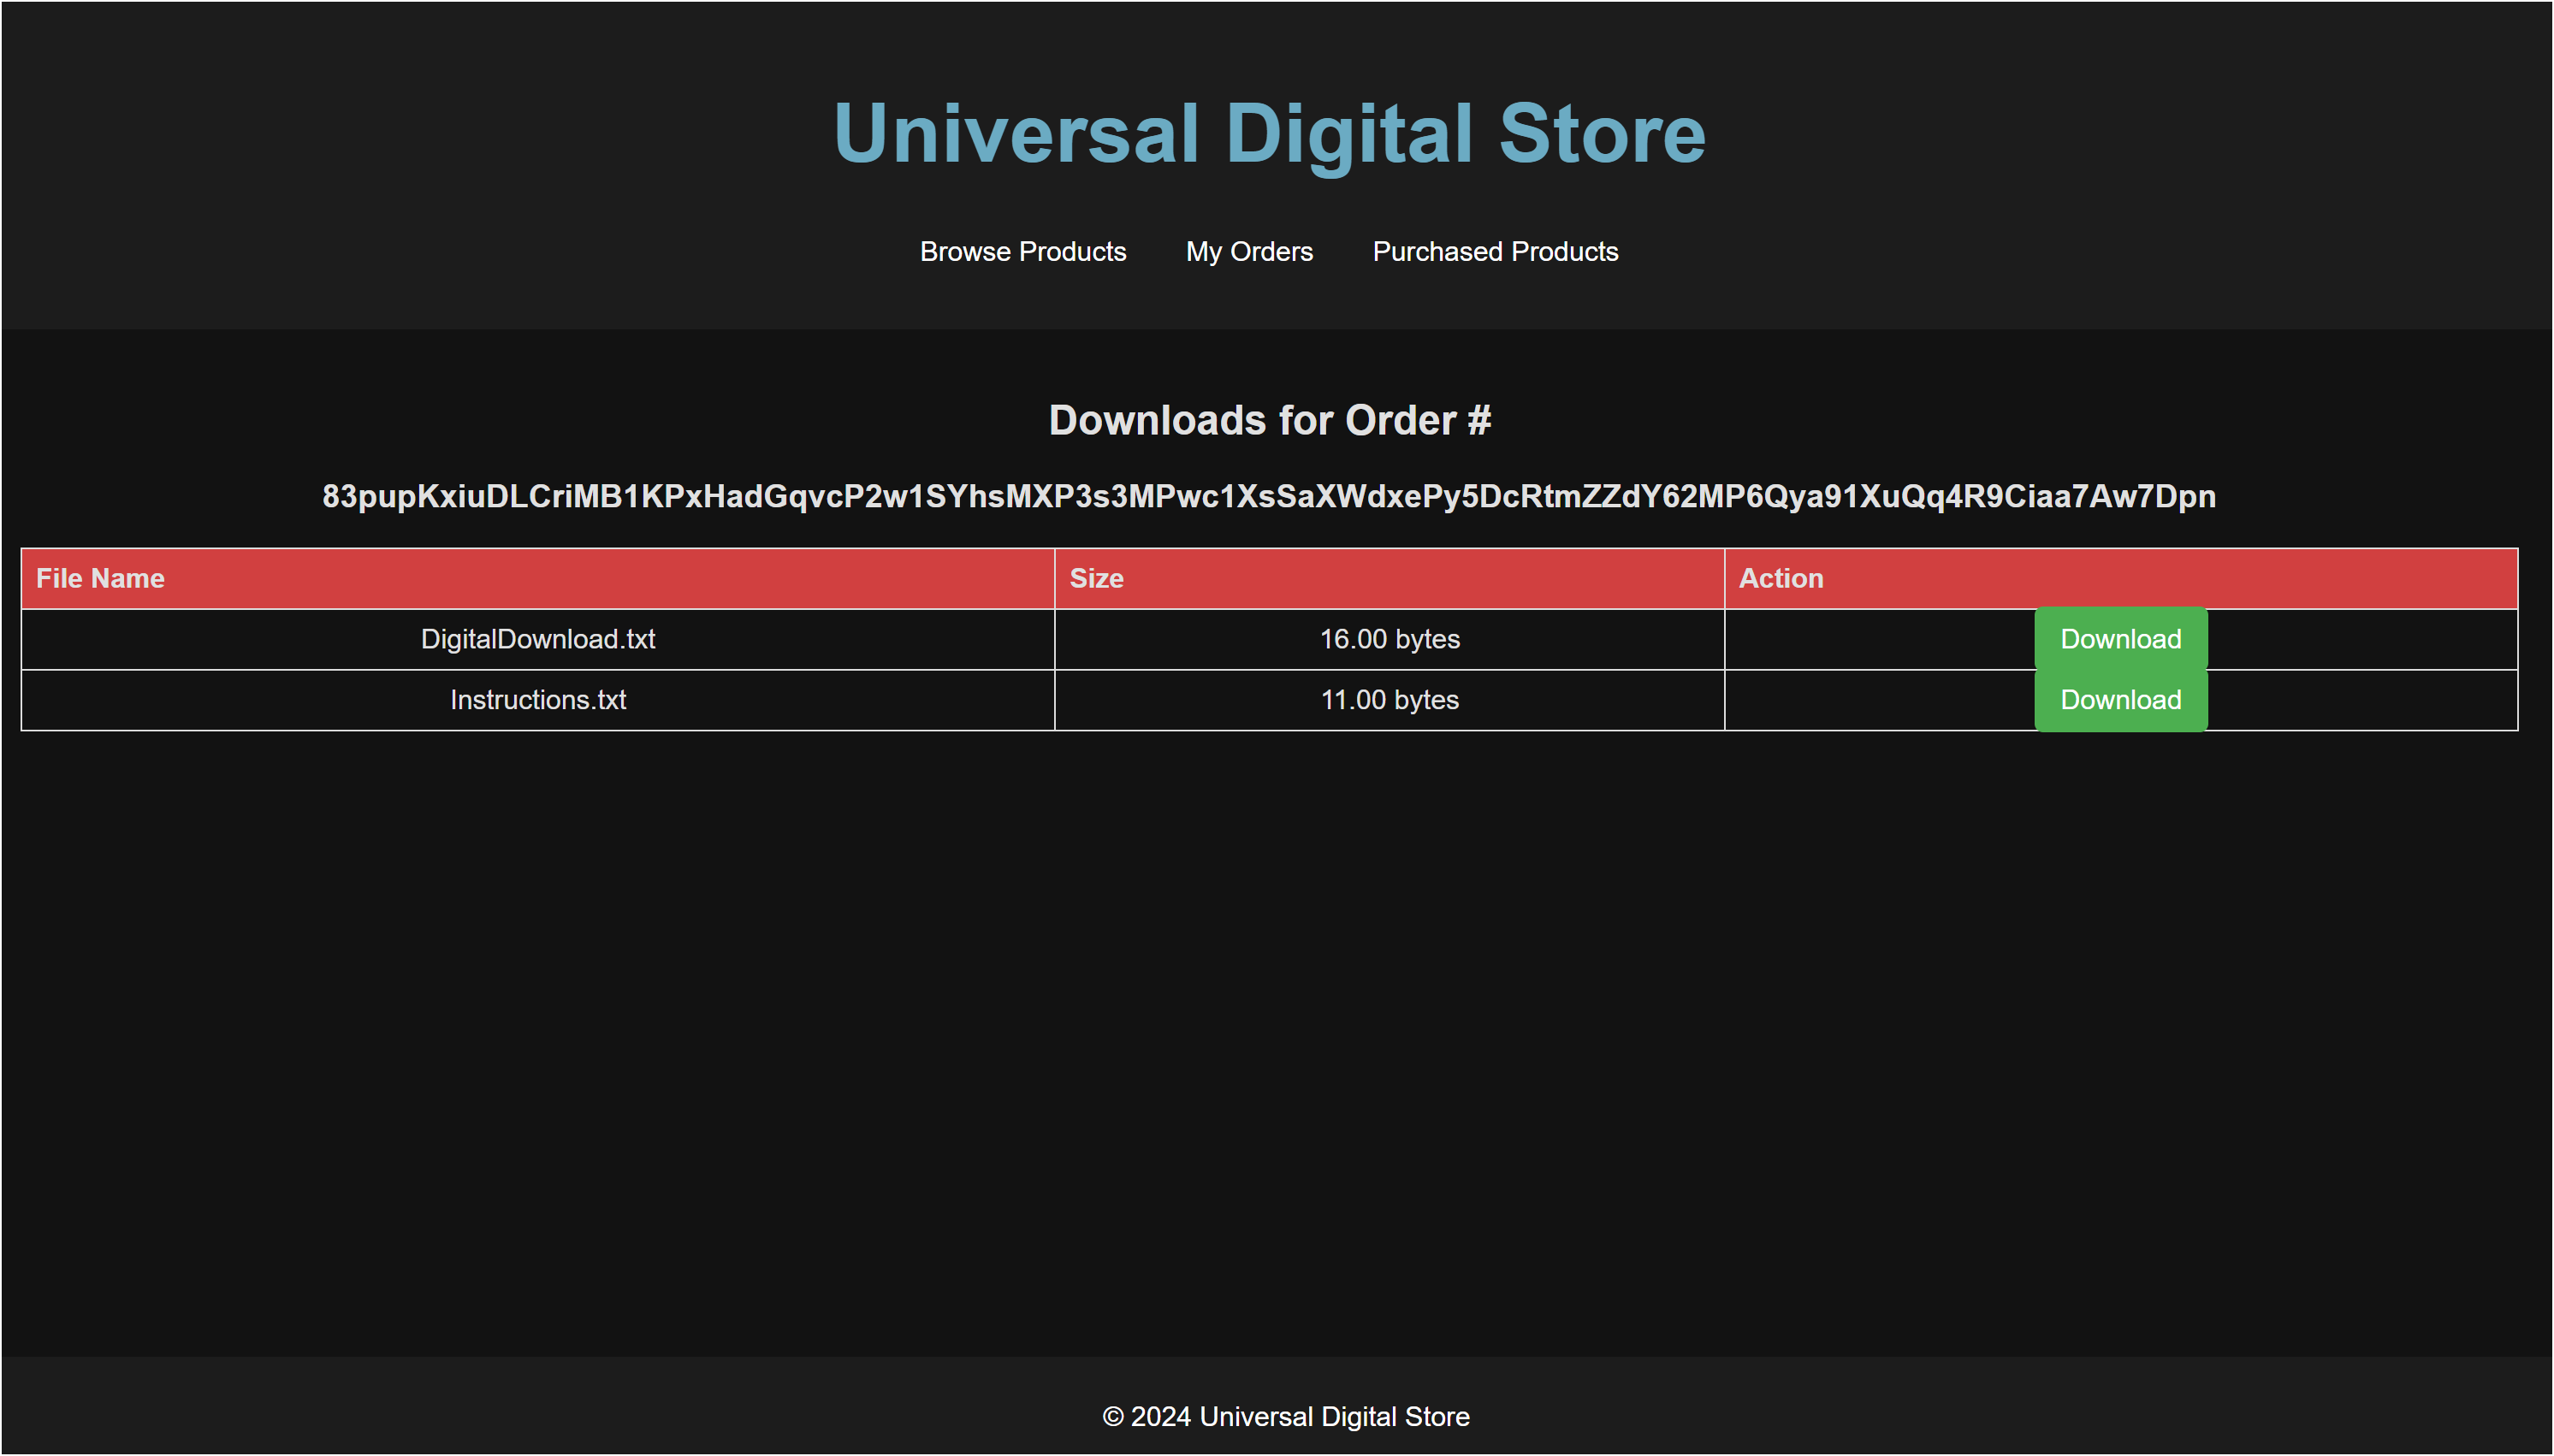 Universal Digital Store
Browse Products My Orders Purchased Products
Downloads for Order #
83pupKxiuDLCriMB1KPxHadGqvcP2w1SYhsMXP3s3MPwc1XsSaXWdxePy5DcRtmZZdY62MP6Qya91XuQq4R9Ciaa7Aw7Dpn
File Name Size Action
DigitalDownload.txt 16.00 bytes Download
Instructions.txt 11.00 bytes Download
© 2024 Universal Digital Store